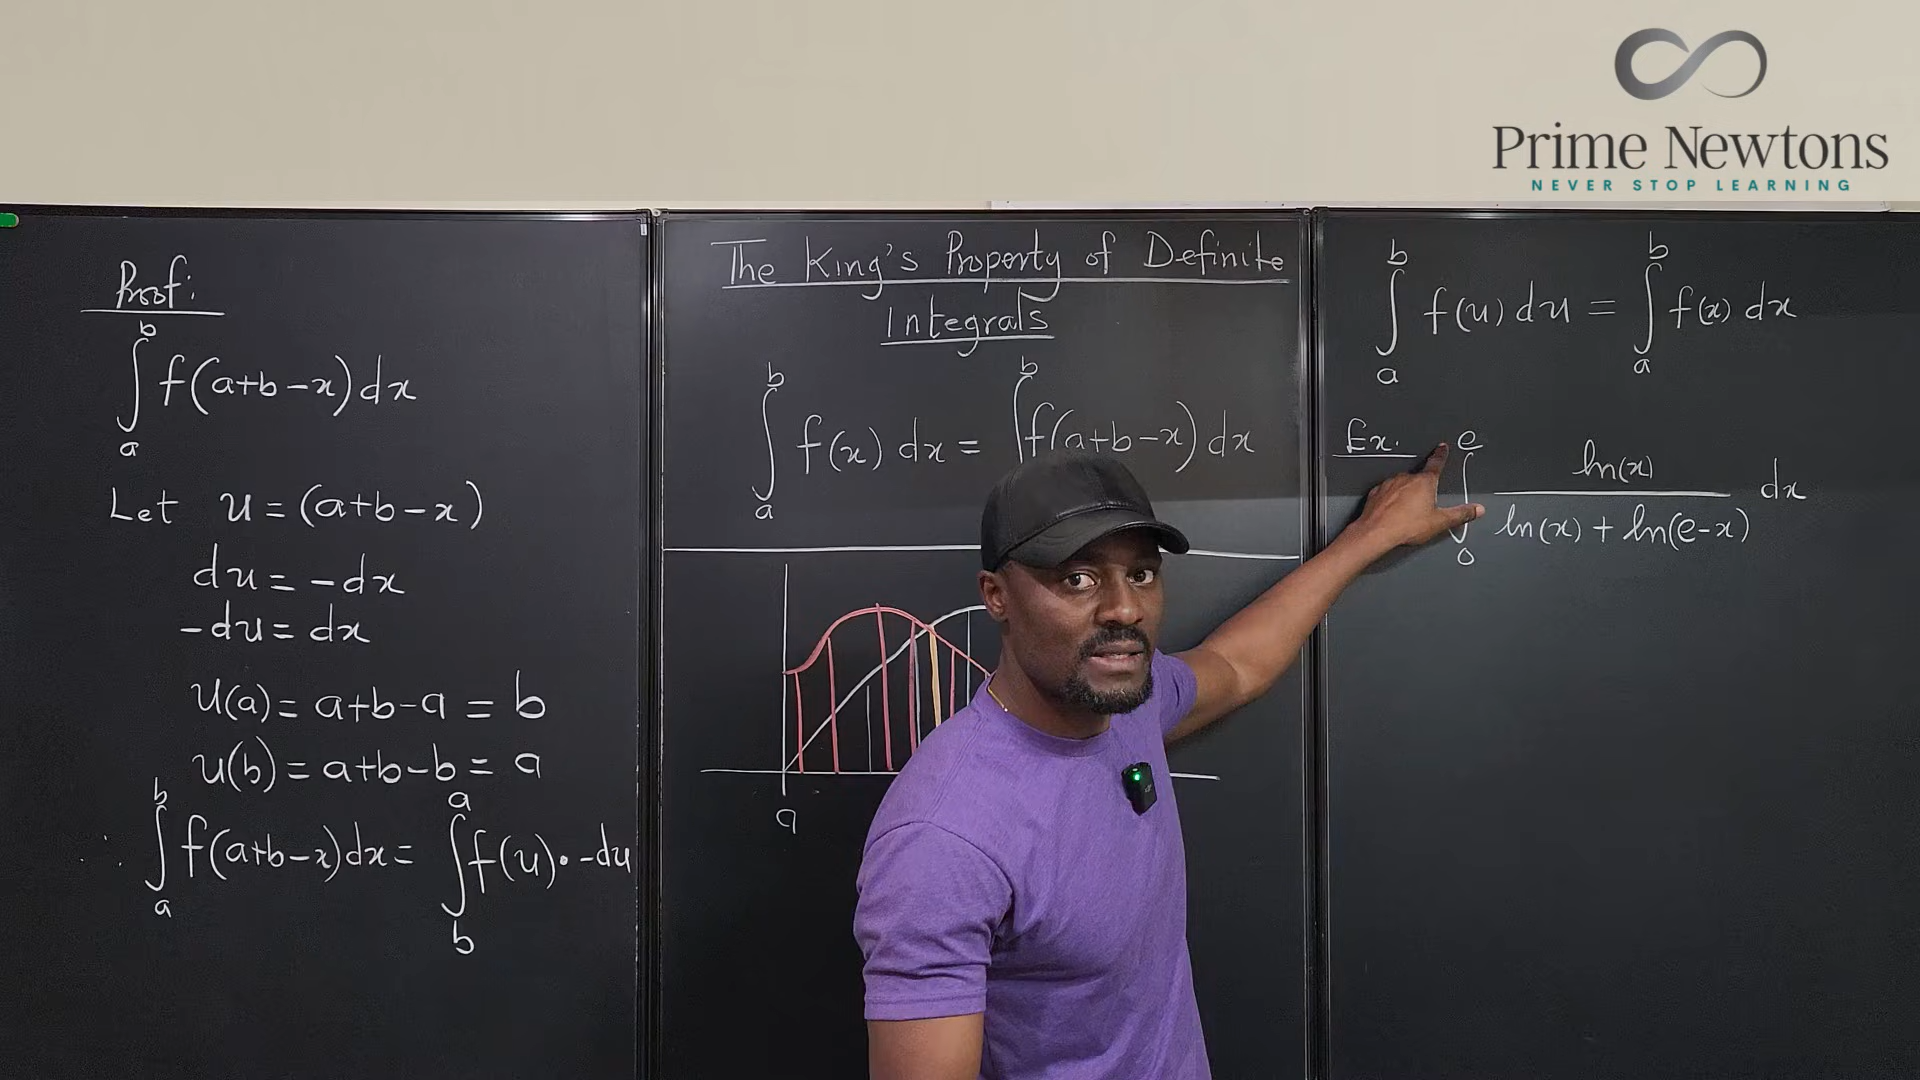 Prime Newtons
NEVER STOP LEARNING
Proof:
∫_a^b f(a+b-x)dx
Let u = (a+b-x)
du = -dx
-du = dx
u(a) = a+b-a = b
u(b) = a+b-b = a
∴ ∫_a^b f(a+b-x)dx = ∫_b^a f(u)·-du
The King's Property of Definite
Integrals
∫_a^b f(x) dx = ∫^b f(a+b-x) dx
a
∫_a^b f(u) du = ∫_a^b f(x) dx
Ex. ∫_0^e ln(x) / (ln(x) + ln(e-x)) dx